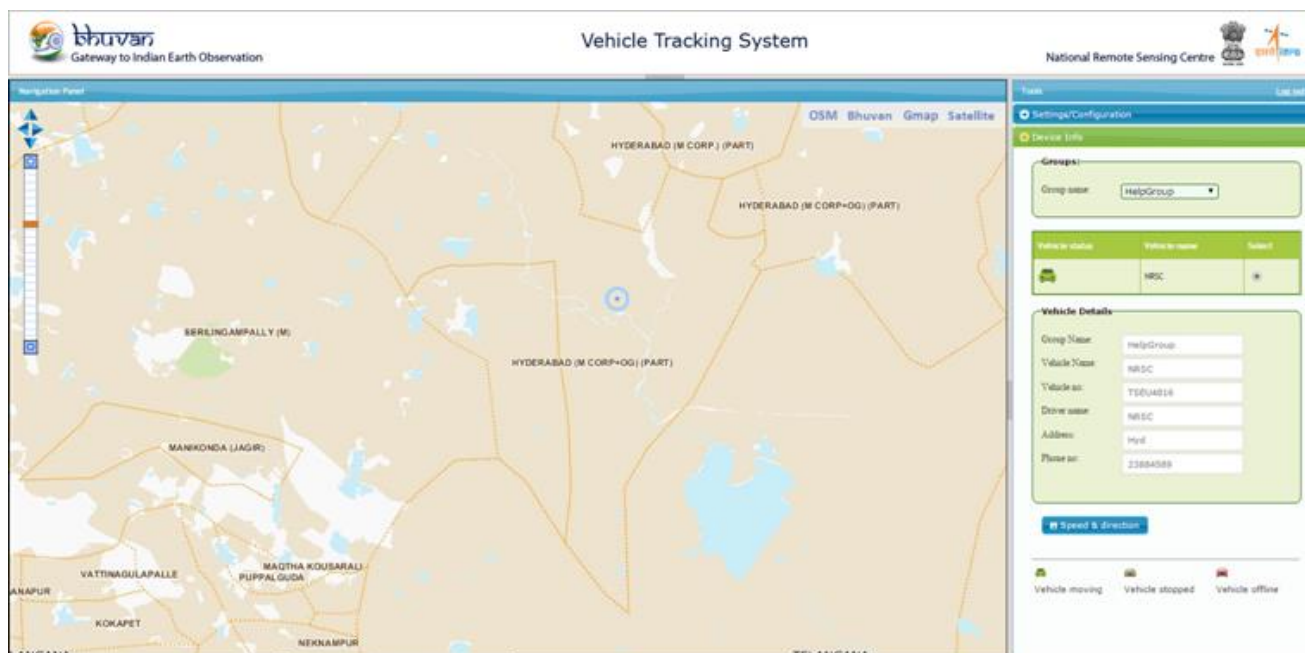 bhuvan
Gateway to Indian Earth Observation
Vehicle Tracking System
National Remote Sensing Centre
Navigation Panel
OSM Bhuvan Gmap Satellite
HYDERABAD (M CORP.) (PART)
HYDERABAD (M CORP+OG) (PART)
SERILINGAMPALLY (M)
HYDERABAD (M CORP+OG) (PART)
MANIKONDA (JAGIR)
MAQTHA KOUSARALI
VATTINAGULAPALLE
PUPPALGUDA
ANAPUR
KOKAPET
NEKNAMPUR
Tools
Log out
Settings/Configuration
Device Info
Groups:
Group name:
HelpGroup
Vehicle status Vehicle name Select
NRSC
Vehicle Details
Group Name: HelpGroup
Vehicle Name: NRSC
Vehicle no:
Driver name: NRSC
Address: Hyd
Phone no:
Speed & direction
Vehicle moving Vehicle stopped Vehicle offline